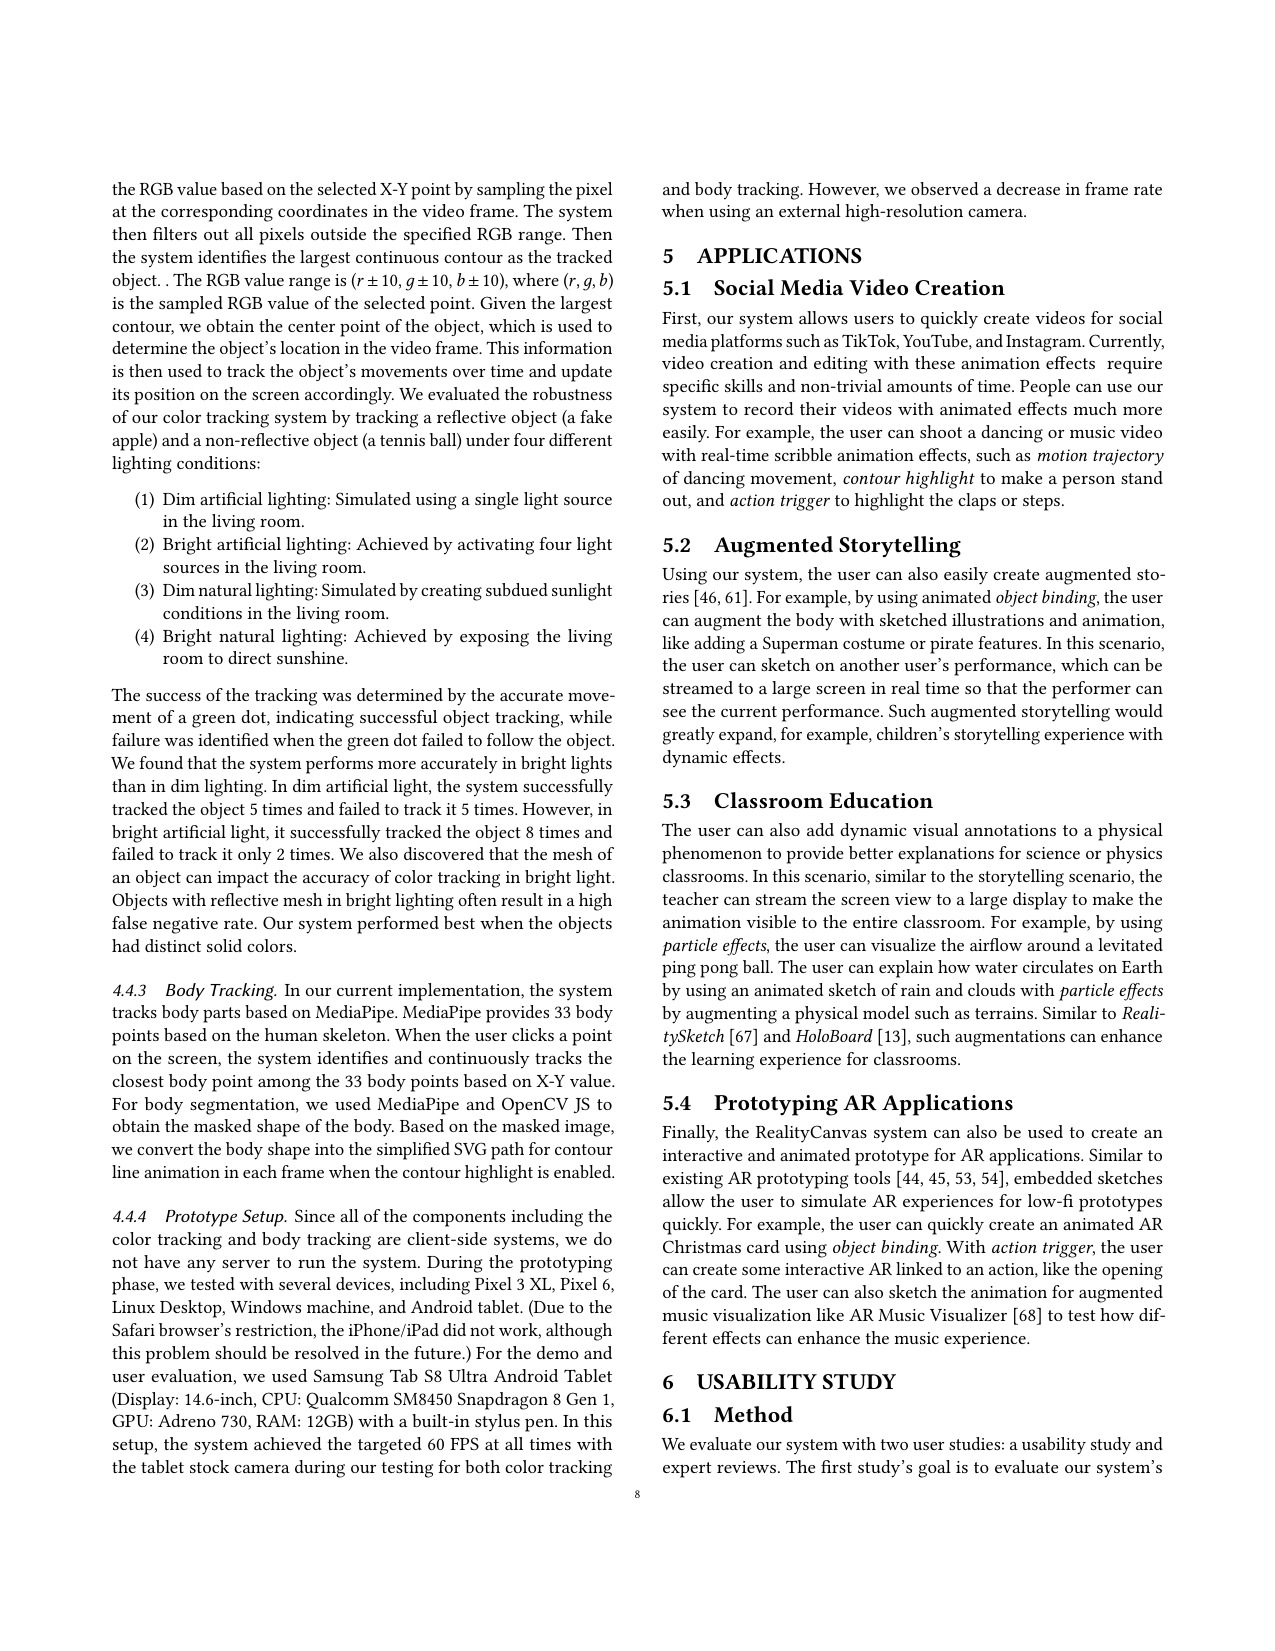 the RGB value based on the selected X-Y point by sampling the pixel
at the corresponding coordinates in the video frame. The system
then filters out all pixels outside the specified RGB range. Then
the system identifies the largest continuous contour as the tracked
object. . The RGB value range is (r ± 10, g ± 10, b ± 10), where (r, g, b)
is the sampled RGB value of the selected point. Given the largest
contour, we obtain the center point of the object, which is used to
determine the object's location in the video frame. This information
is then used to track the object's movements over time and update
its position on the screen accordingly. We evaluated the robustness
of our color tracking system by tracking a reflective object (a fake
apple) and a non-reflective object (a tennis ball) under four different
lighting conditions:
(1) Dim artificial lighting: Simulated using a single light source
in the living room.
(2) Bright artificial lighting: Achieved by activating four light
sources in the living room.
(3) Dim natural lighting: Simulated by creating subdued sunlight
conditions in the living room.
(4) Bright natural lighting: Achieved by exposing the living
room to direct sunshine.
The success of the tracking was determined by the accurate move-
ment of a green dot, indicating successful object tracking, while
failure was identified when the green dot failed to follow the object.
We found that the system performs more accurately in bright lights
than in dim lighting. In dim artificial light, the system successfully
tracked the object 5 times and failed to track it 5 times. However, in
bright artificial light, it successfully tracked the object 8 times and
failed to track it only 2 times. We also discovered that the mesh of
an object can impact the accuracy of color tracking in bright light.
Objects with reflective mesh in bright lighting often result in a high
false negative rate. Our system performed best when the objects
had distinct solid colors.
4.4.3 Body Tracking. In our current implementation, the system
tracks body parts based on MediaPipe. MediaPipe provides 33 body
points based on the human skeleton. When the user clicks a point
on the screen, the system identifies and continuously tracks the
closest body point among the 33 body points based on X-Y value.
For body segmentation, we used MediaPipe and OpenCV JS to
obtain the masked shape of the body. Based on the masked image,
we convert the body shape into the simplified SVG path for contour
line animation in each frame when the contour highlight is enabled.
4.4.4 Prototype Setup. Since all of the components including the
color tracking and body tracking are client-side systems, we do
not have any server to run the system. During the prototyping
phase, we tested with several devices, including Pixel 3 XL, Pixel 6,
Linux Desktop, Windows machine, and Android tablet. (Due to the
Safari browser's restriction, the iPhone/iPad did not work, although
this problem should be resolved in the future.) For the demo and
user evaluation, we used Samsung Tab S8 Ultra Android Tablet
(Display: 14.6-inch, CPU: Qualcomm SM8450 Snapdragon 8 Gen 1,
GPU: Adreno 730, RAM: 12GB) with a built-in stylus pen. In this
setup, the system achieved the targeted 60 FPS at all times with
the tablet stock camera during our testing for both color tracking
and body tracking. However, we observed a decrease in frame rate
when using an external high-resolution camera.
5 APPLICATIONS
5.1 Social Media Video Creation
First, our system allows users to quickly create videos for social
media platforms such as TikTok, YouTube, and Instagram. Currently,
video creation and editing with these animation effects require
specific skills and non-trivial amounts of time. People can use our
system to record their videos with animated effects much more
easily. For example, the user can shoot a dancing or music video
with real-time scribble animation effects, such as motion trajectory
of dancing movement, contour highlight to make a person stand
out, and action trigger to highlight the claps or steps.
5.2 Augmented Storytelling
Using our system, the user can also easily create augmented sto-
ries [46, 61]. For example, by using animated object binding, the user
can augment the body with sketched illustrations and animation,
like adding a Superman costume or pirate features. In this scenario,
the user can sketch on another user's performance, which can be
streamed to a large screen in real time so that the performer can
see the current performance. Such augmented storytelling would
greatly expand, for example, children's storytelling experience with
dynamic effects.
5.3 Classroom Education
The user can also add dynamic visual annotations to a physical
phenomenon to provide better explanations for science or physics
classrooms. In this scenario, similar to the storytelling scenario, the
teacher can stream the screen view to a large display to make the
animation visible to the entire classroom. For example, by using
particle effects, the user can visualize the airflow around a levitated
ping pong ball. The user can explain how water circulates on Earth
by using an animated sketch of rain and clouds with particle effects
by augmenting a physical model such as terrains. Similar to Reali-
tySketch [67] and HoloBoard [13], such augmentations can enhance
the learning experience for classrooms.
5.4 Prototyping AR Applications
Finally, the RealityCanvas system can also be used to create an
interactive and animated prototype for AR applications. Similar to
existing AR prototyping tools [44, 45, 53, 54], embedded sketches
allow the user to simulate AR experiences for low-fi prototypes
quickly. For example, the user can quickly create an animated AR
Christmas card using object binding. With action trigger, the user
can create some interactive AR linked to an action, like the opening
of the card. The user can also sketch the animation for augmented
music visualization like AR Music Visualizer [68] to test how dif-
ferent effects can enhance the music experience.
6 USABILITY STUDY
6.1 Method
We evaluate our system with two user studies: a usability study and
expert reviews. The first study's goal is to evaluate our system's
8